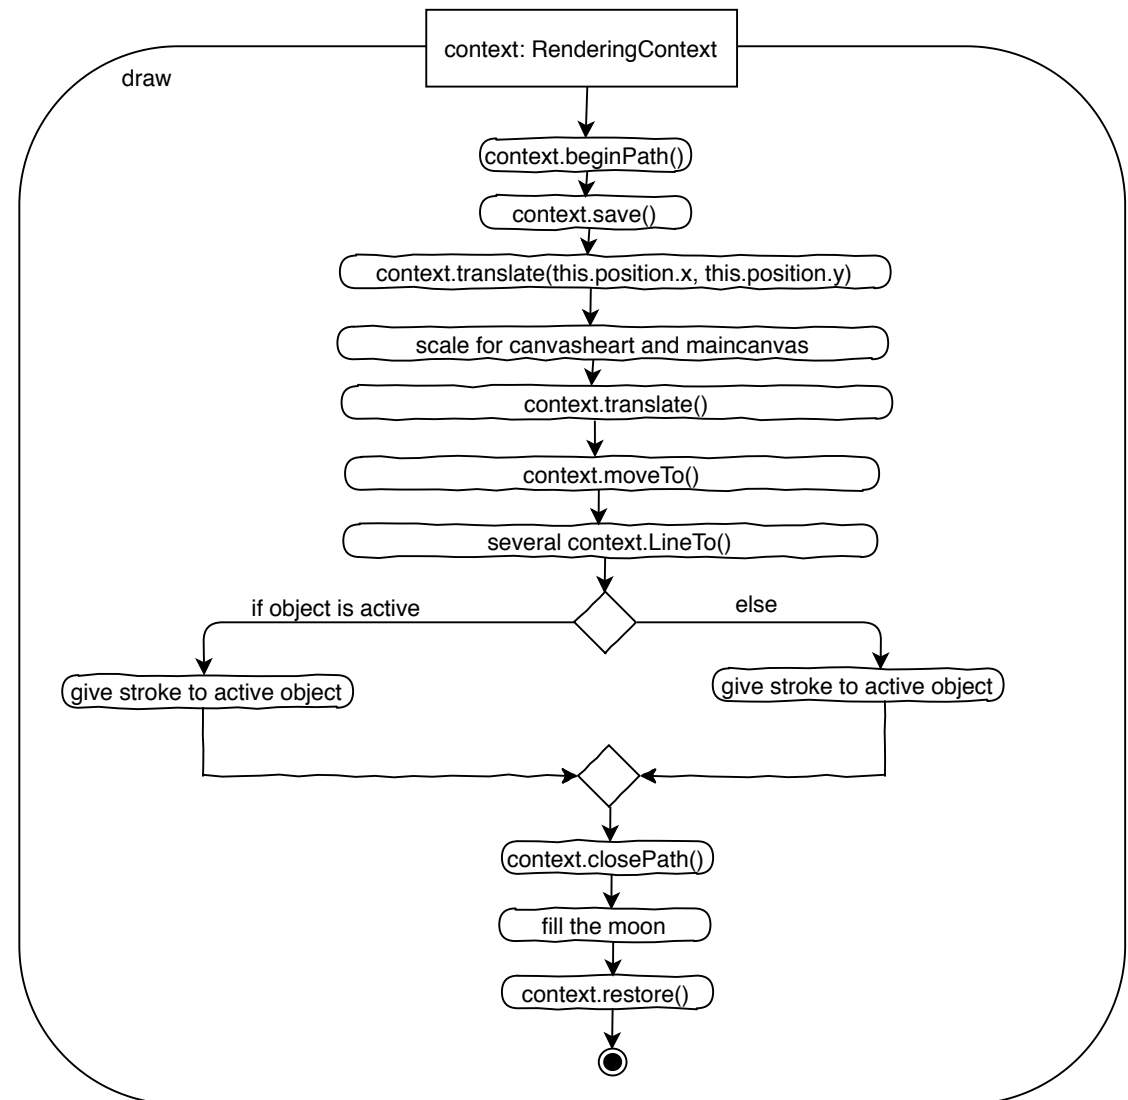 context: RenderingContext
draw
context.beginPath()
context.save()
context.translate(this.position.x, this.position.y)
scale for canvasheart and maincanvas
context.translate()
context.moveTo()
several context.LineTo()
if object is active
else
give stroke to active object
give stroke to active object
context.closePath()
fill the moon
context.restore()